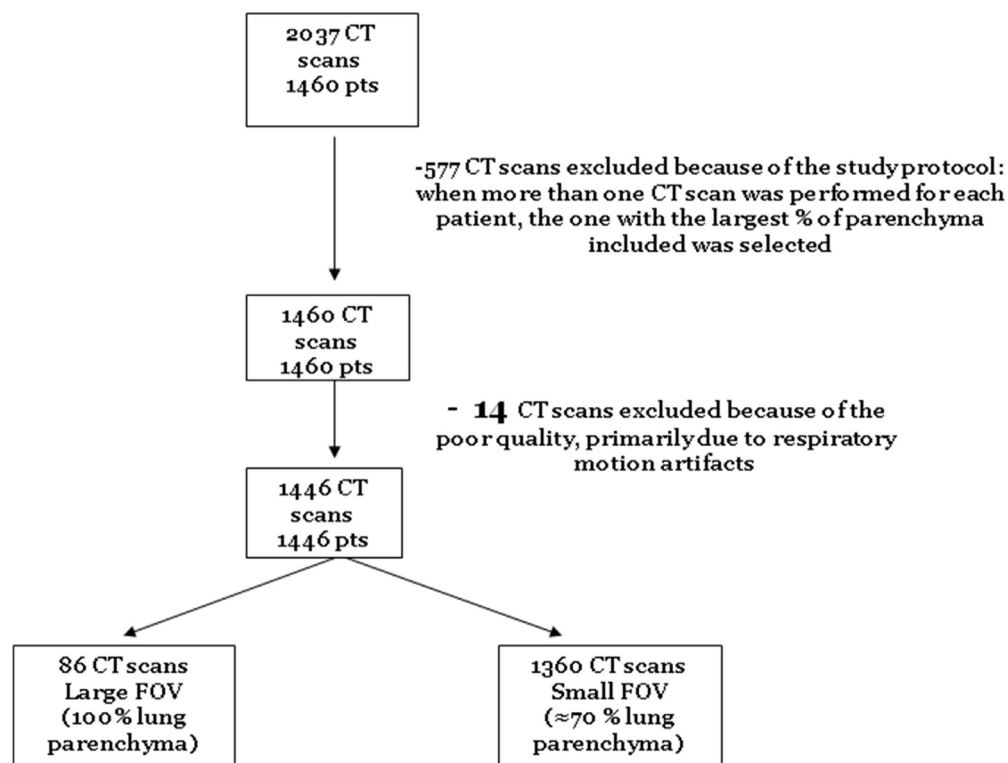 2037 CT
scans
1460 pts
-577 CT scans excluded because of the study protocol:
when more than one CT scan was performed for each
patient, the one with the largest % of parenchyma
included was selected
1460 CT
scans
1460 pts
- 14 CT scans excluded because of the
poor quality, primarily due to respiratory
motion artifacts
1446 CT
scans
1446 pts
86 CT scans
Large FOV
(100% lung
parenchyma)
1360 CT scans
Small FOV
(≈70 % lung
parenchyma)